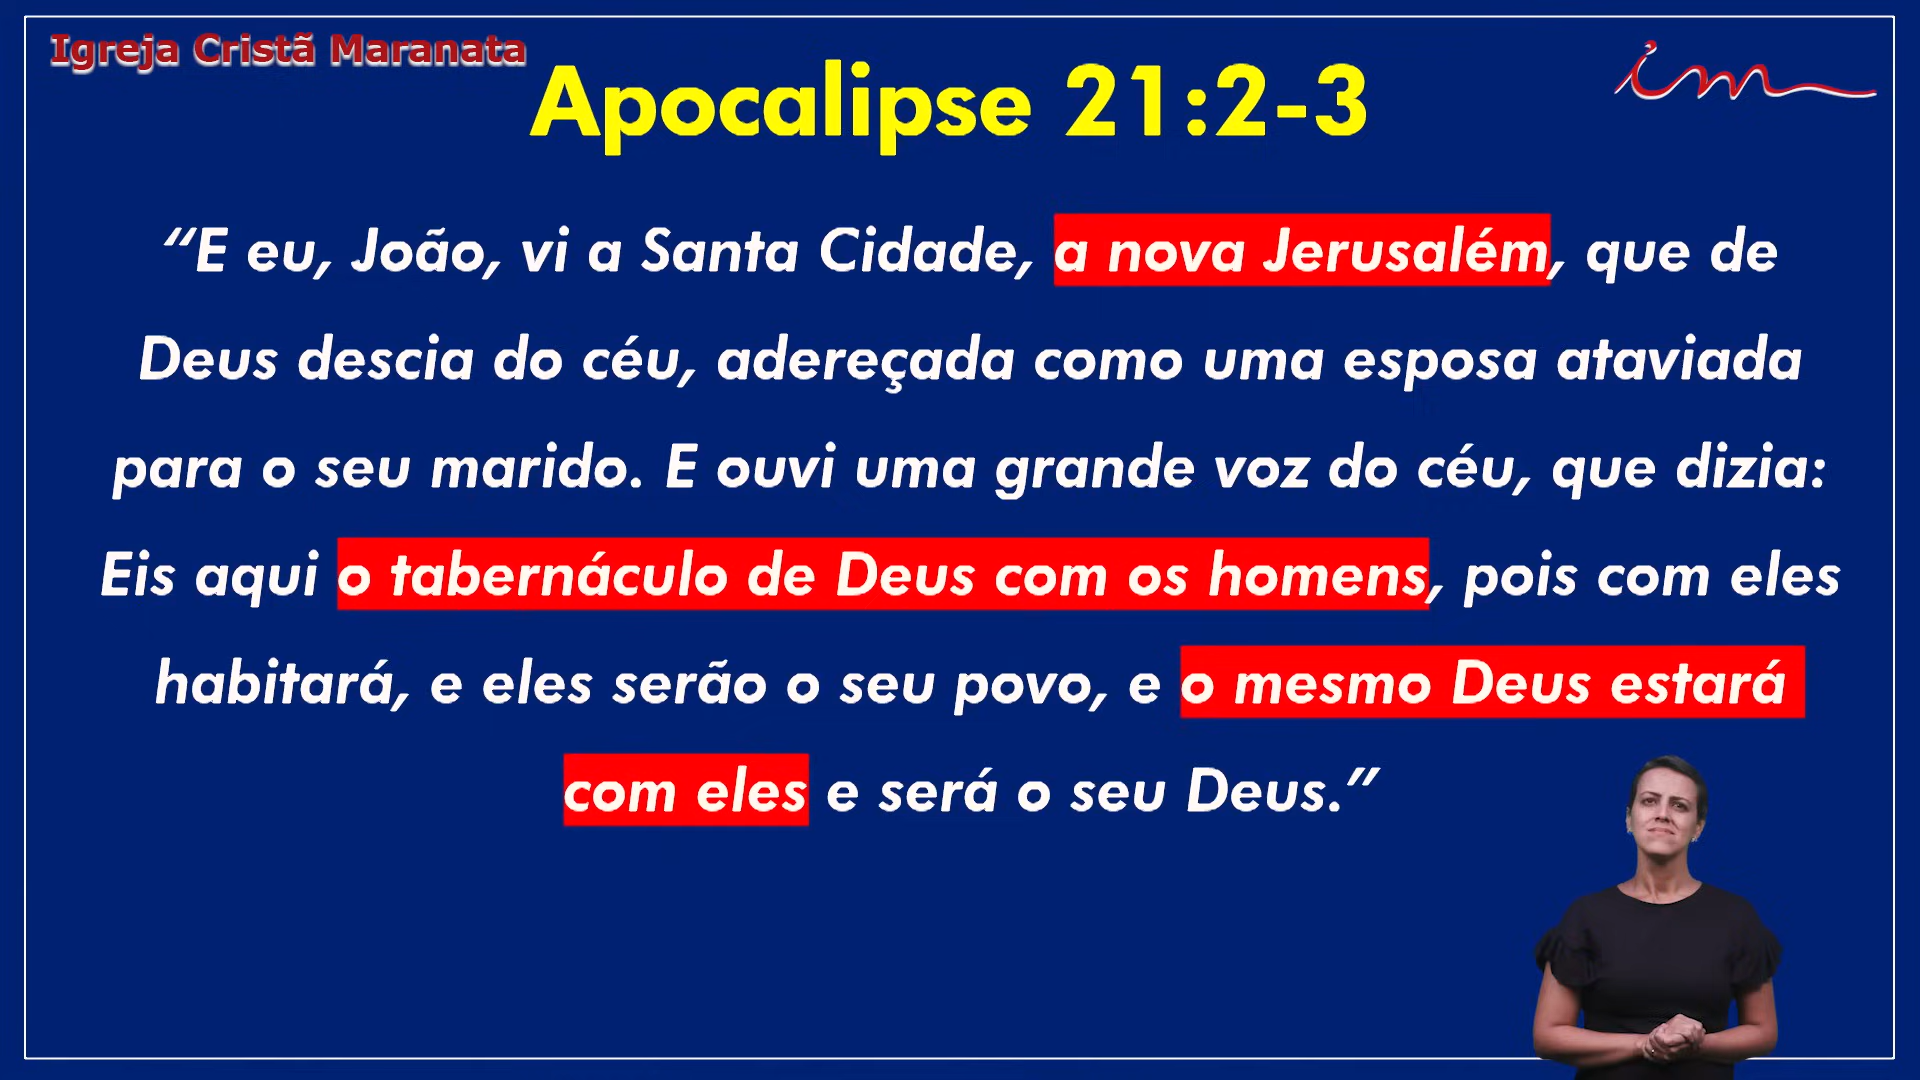 Igreja Cristã Maranata
im
Apocalipse 21:2-3
“E eu, João, vi a Santa Cidade, a nova Jerusalém, que de
Deus descia do céu, adereçada como uma esposa ataviada
para o seu marido. E ouvi uma grande voz do céu, que dizia:
Eis aqui o tabernáculo de Deus com os homens, pois com eles
habitará, e eles serão o seu povo, e o mesmo Deus estará
com eles e será o seu Deus.”